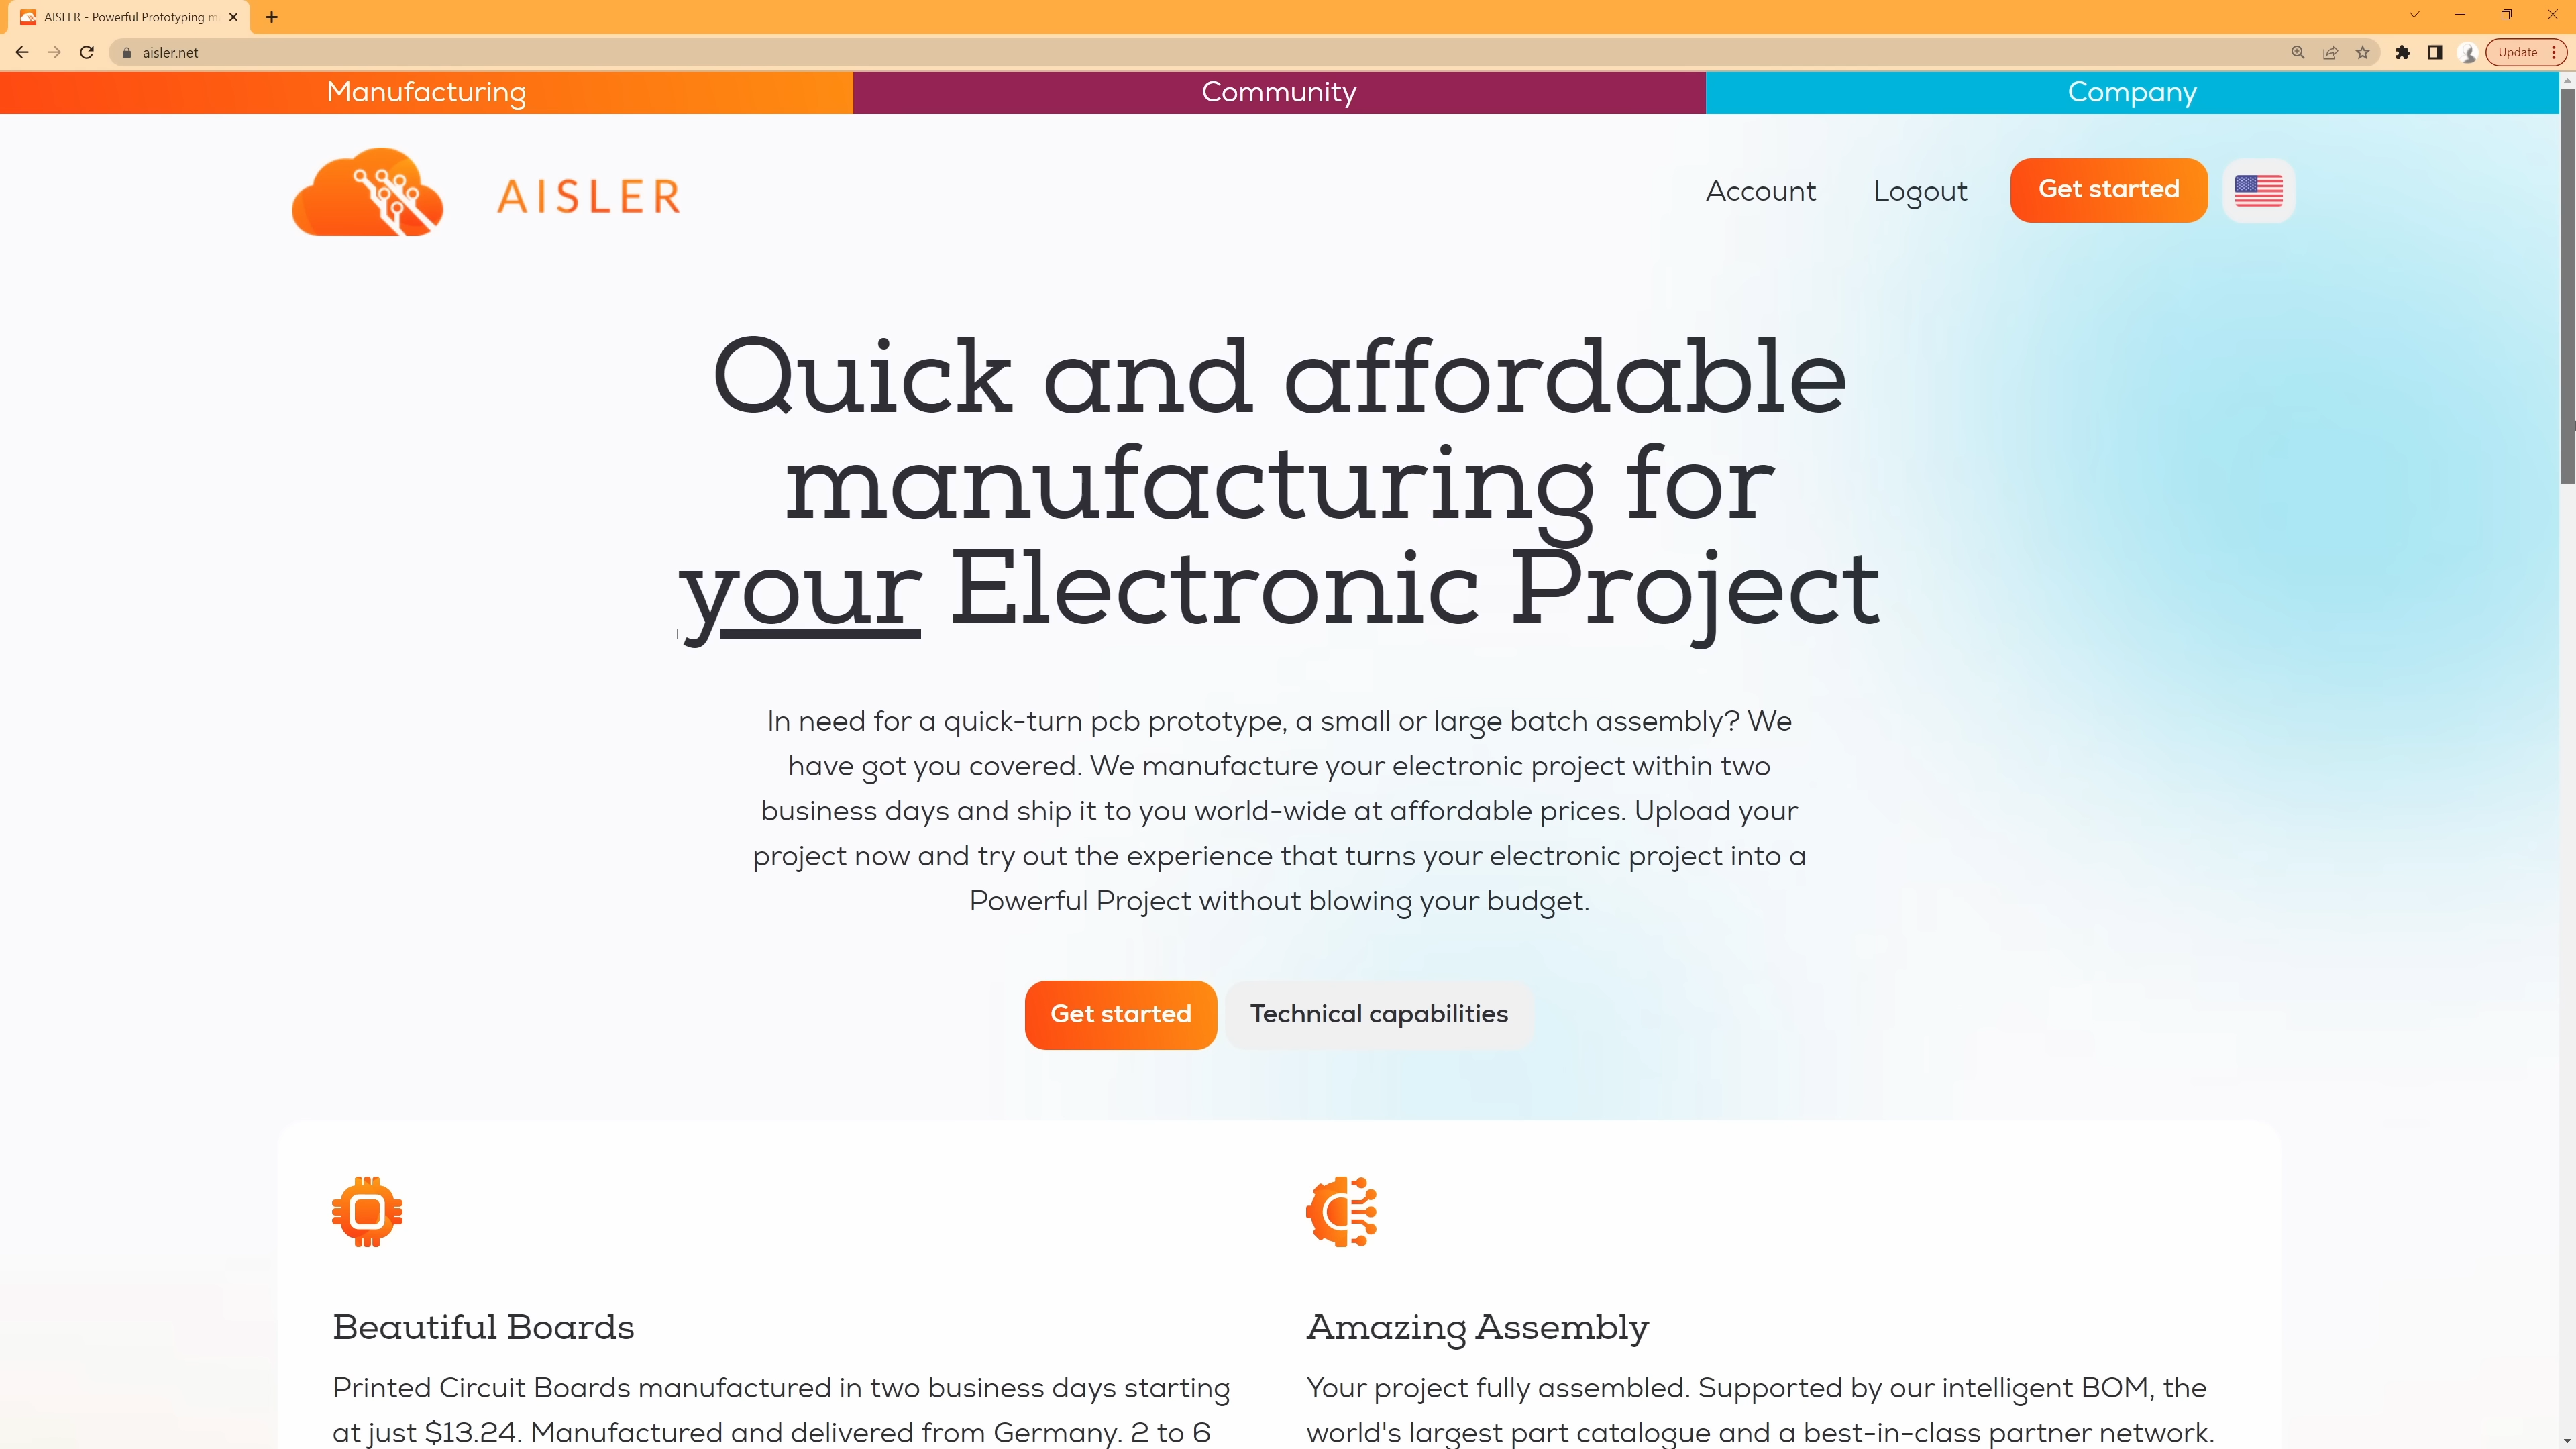 AISLER - Powerful Prototyping m
aisler.net
Update
Manufacturing
Community
Company
AISLER
Account
Logout
Get started
Quick and affordable
manufacturing for
your Electronic Project
In need for a quick-turn pcb prototype, a small or large batch assembly? We
have got you covered. We manufacture your electronic project within two
business days and ship it to you world-wide at affordable prices. Upload your
project now and try out the experience that turns your electronic project into a
Powerful Project without blowing your budget.
Get started
Technical capabilities
Beautiful Boards
Printed Circuit Boards manufactured in two business days starting
at just $13.24. Manufactured and delivered from Germany. 2 to 6
Amazing Assembly
Your project fully assembled. Supported by our intelligent BOM, the
world's largest part catalogue and a best-in-class partner network.